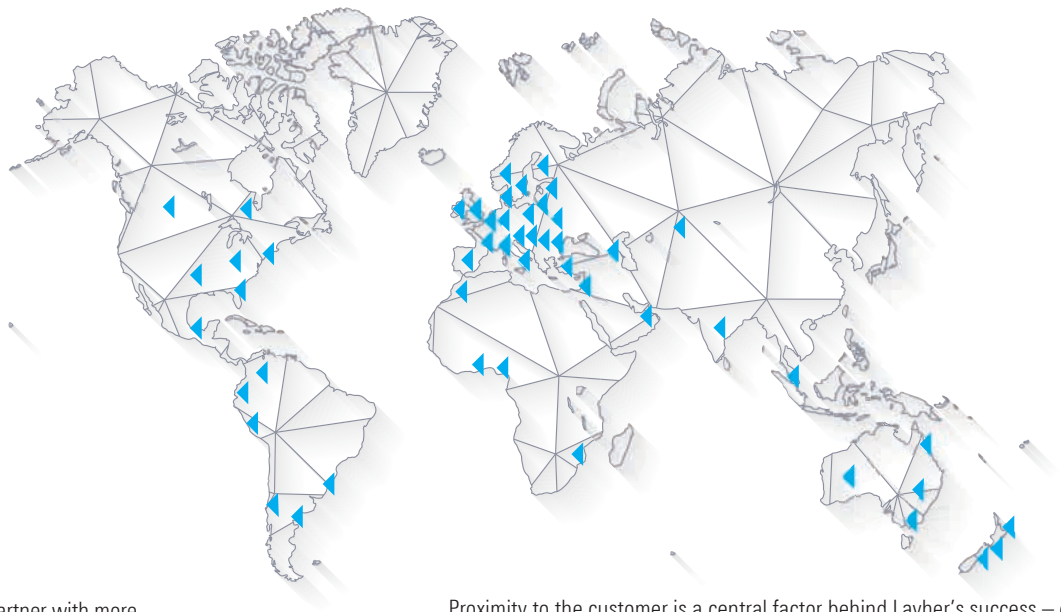 artner with more
Proximity to the customer is a central factor behind Layher's success –